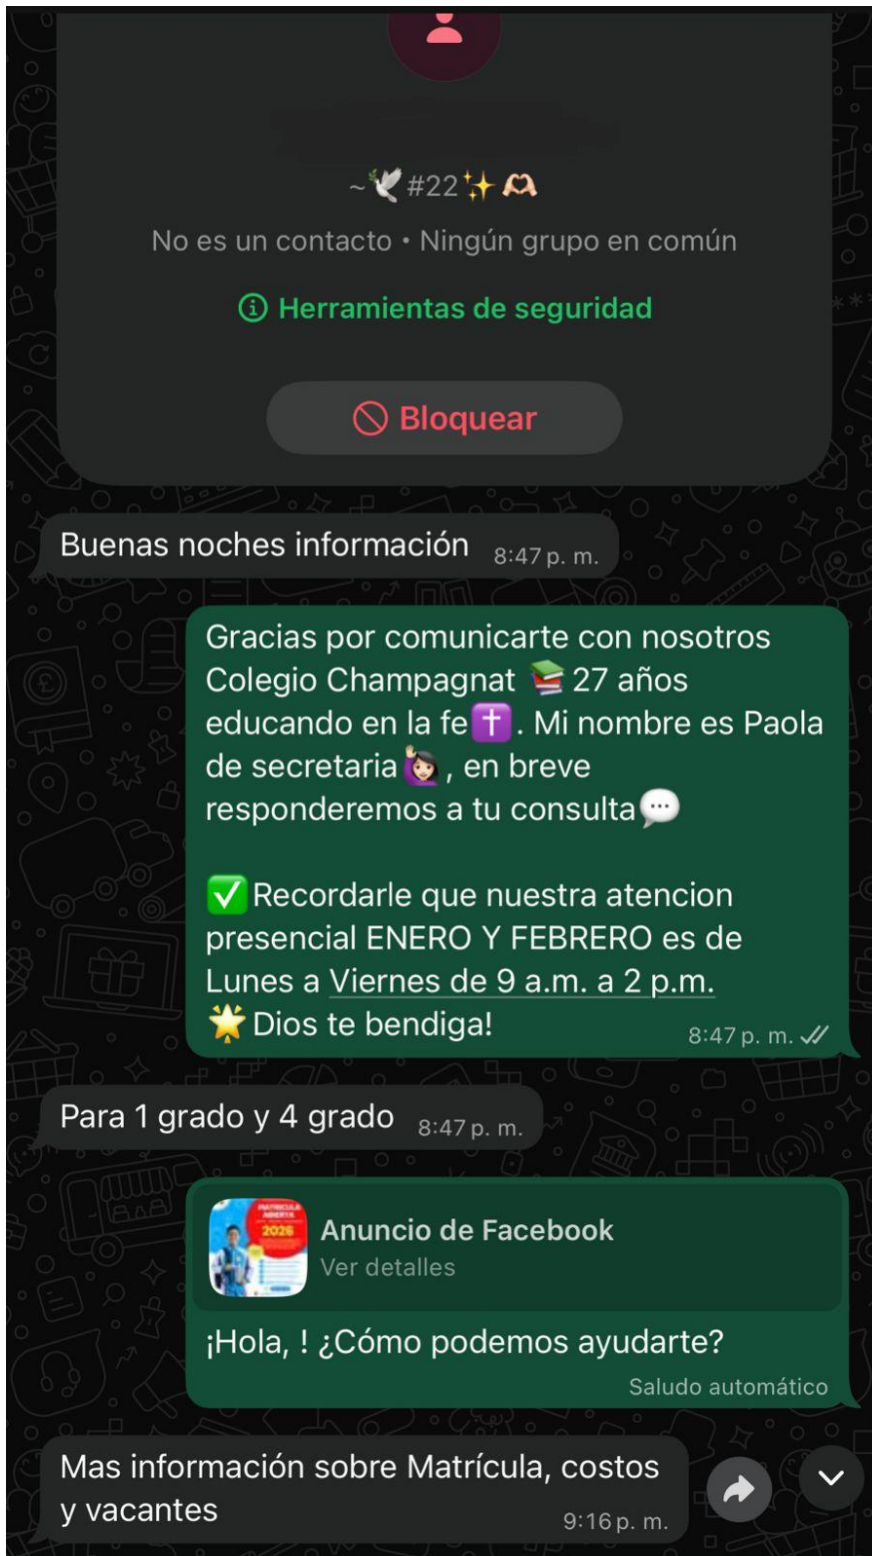 ~🕊️#22✨🫶🏻
No es un contacto • Ningún grupo en común
Herramientas de seguridad
Bloquear
Buenas noches información 8:47 p. m.
Gracias por comunicarte con nosotros
Colegio Champagnat 📚 27 años
educando en la fe✝️. Mi nombre es Paola
de secretaria🙋🏻‍♀️, en breve
responderemos a tu consulta💬
✅Recordarle que nuestra atencion
presencial ENERO Y FEBRERO es de
Lunes a Viernes de 9 a.m. a 2 p.m.
🌟Dios te bendiga! 8:47 p. m.
Para 1 grado y 4 grado 8:47 p. m.
MATRICULA
ABIERTA
2026
Anuncio de Facebook
Ver detalles
¡Hola, ! ¿Cómo podemos ayudarte?
Saludo automático
Mas información sobre Matrícula, costos
y vacantes 9:16 p. m.